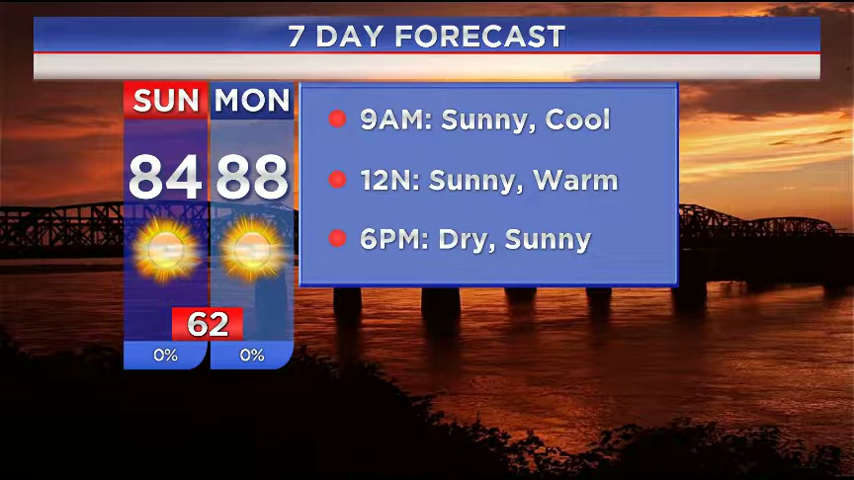 7 DAY FORECAST
SUN MON
84 88
62
0% 0%
9AM: Sunny, Cool
12N: Sunny, Warm
6PM: Dry, Sunny